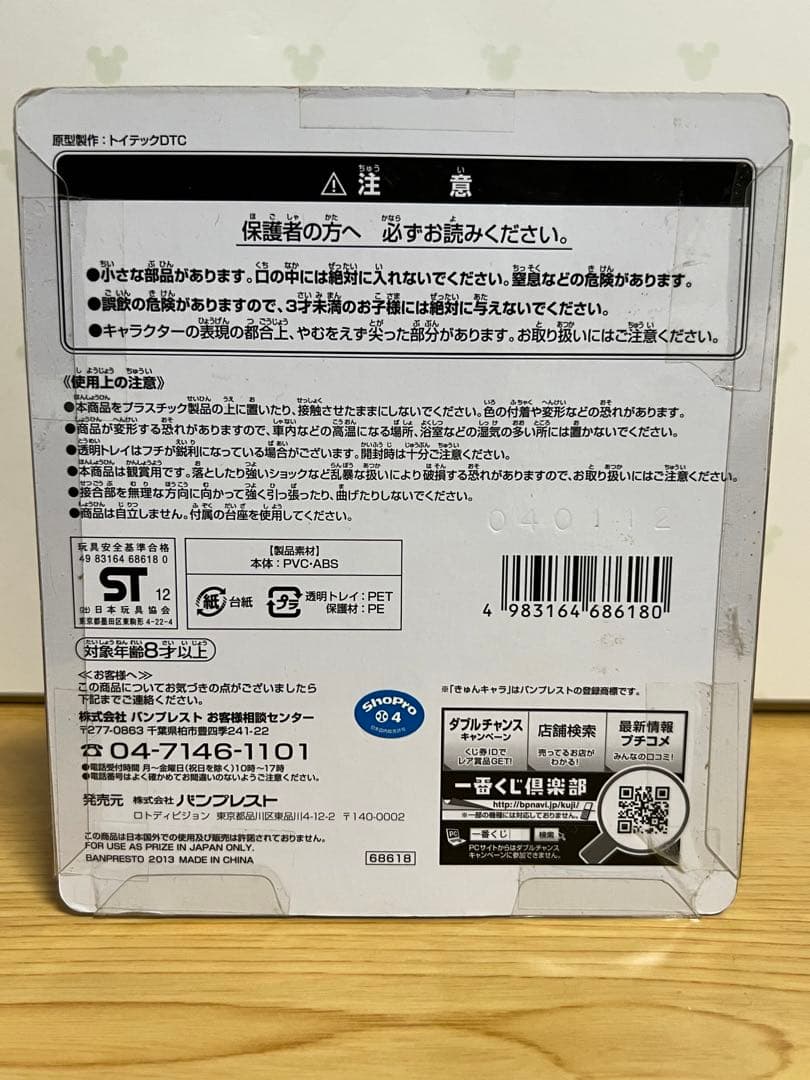 原型製作:トイテックDTC
⚠注意
保護者の方へ 必ずお読みください。
●小さな部品があります。口の中には絶対に入れないでください。窒息などの危険があります。
●誤飲の危険がありますので、3才未満のお子様には絶対に与えないでください。
●キャラクターの表現の都合上、やむをえず尖った部分があります。お取り扱いにはご注意ください。
《使用上の注意》
●本商品をプラスチック製品の上に置いたり、接触させたままにしないでください。色の付着や変形などの恐れがあります。
●商品が変形する恐れがありますので、車内などの高温になる場所、浴室などの湿気の多い所には置かないでください。
●透明トレイはフチが鋭利になっている場合がございます。開封時は十分ご注意ください。
●本商品は観賞用です。落としたり強いショックなど乱暴な扱いにより破損する恐れがありますので、お取り扱いにはご注意ください。
●接合部を無理な方向に向かって強く引っ張ったり、曲げたりしないでください。
●商品は自立しません。付属の台座を使用してください。
040112
玩具安全基準合格
49 83164 68618 0
ST 12
(社)日本玩具協会
東京都墨田区東駒形4-22-4
【製品素材】
本体:PVC・ABS
紙 台紙
プラ 透明トレイ:PET
保護材:PE
4 983164 686180
対象年齢8才以上
≪お客様へ≫
この商品についてお気づきの点がございましたら
下記までご連絡ください。
株式会社 バンプレスト お客様相談センター
〒277-0863 千葉県柏市豊四季241-22
☎04-7146-1101
●電話受付時間 月〜金曜日(祝日を除く)10時〜17時
●電話番号はよく確かめてお間違いのないようご注意ください。
発売元 株式会社 バンプレスト
ロトディビジョン 東京都品川区東品川4-12-2 〒140-0002
この商品は日本国外での使用及び販売は許諾されておりません。
FOR USE AS PRIZE IN JAPAN ONLY.
BANPRESTO 2013 MADE IN CHINA
68618
ShoPro
4
※「きゅんキャラ」はバンプレストの登録商標です。
ダブルチャンス
キャンペーン
くじ券IDで
レア賞品GET!
店舗検索
売ってるお店が
わかる!
最新情報
プチコメ
みんなの口コミ!
一番くじ倶楽部
http://bpnavi.jp/kuji/
※一部の機種には対応しておりません。
PC 一番くじ 検索
PCサイトからはダブルチャンス
キャンペーンに参加できません。